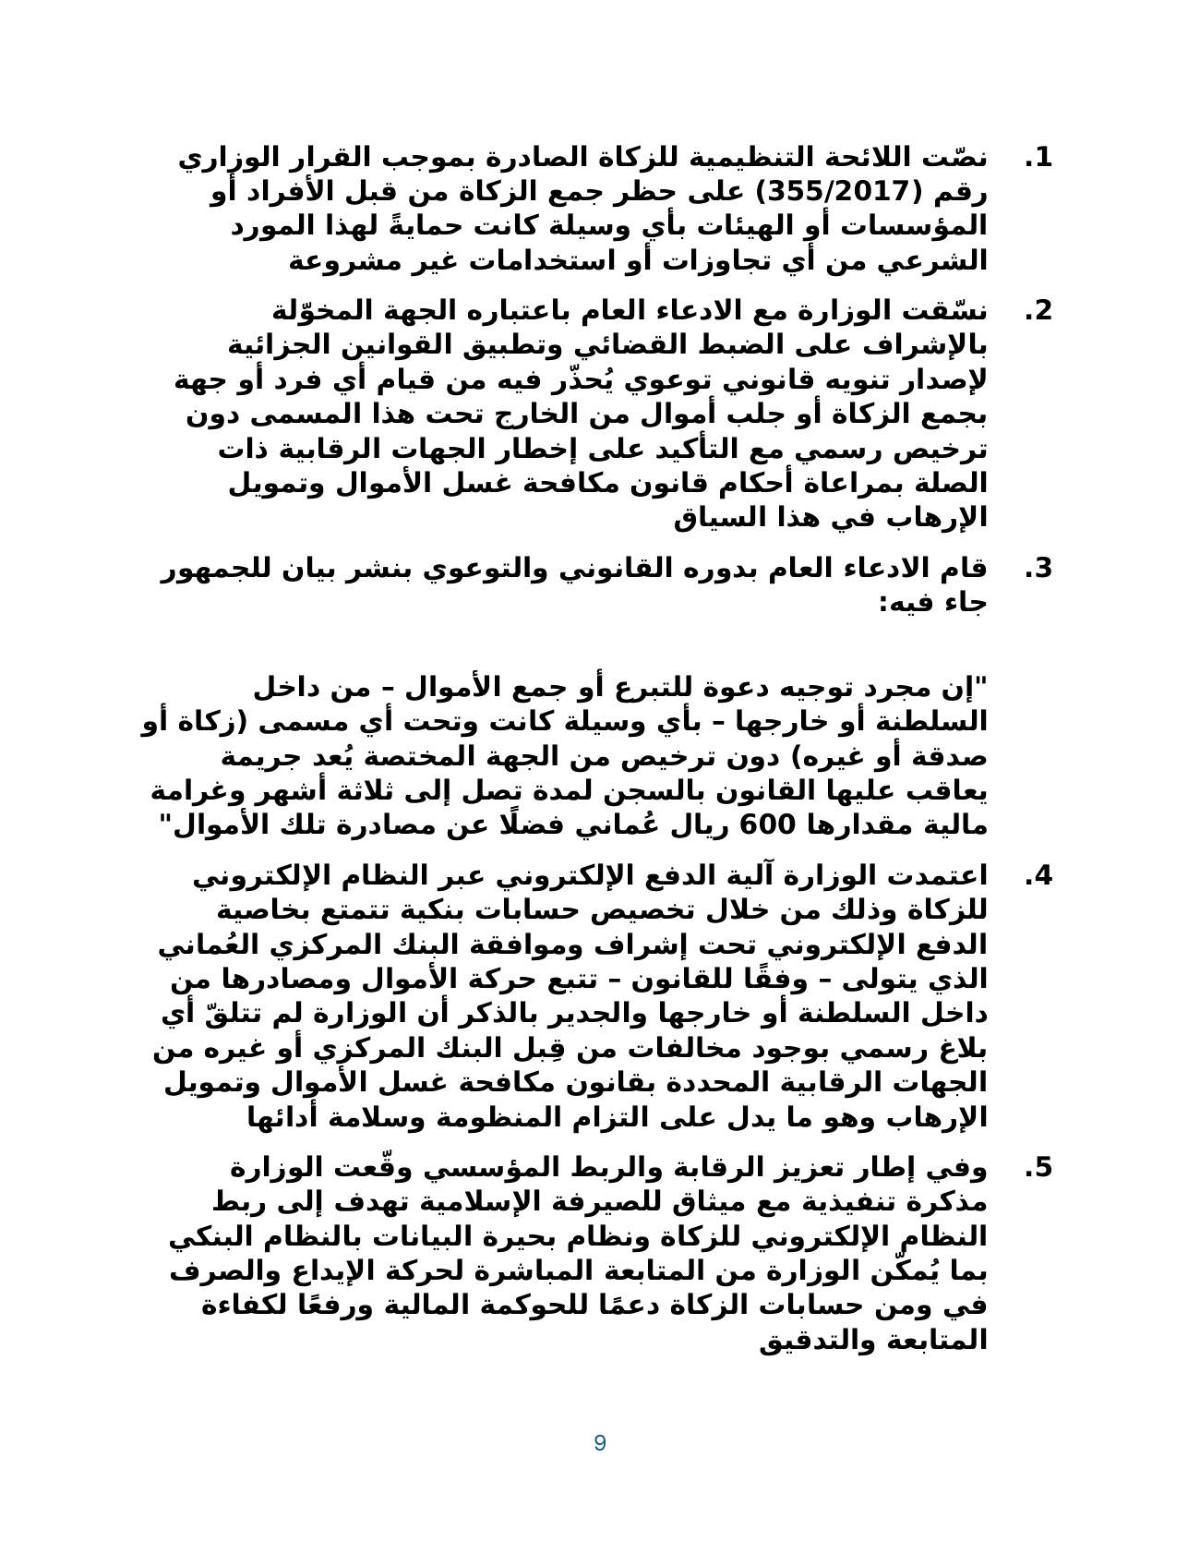 1. نصّت اللائحة التنظيمية للزكاة الصادرة بموجب القرار الوزاري
رقم (355/2017) على حظر جمع الزكاة من قبل الأفراد أو
المؤسسات أو الهيئات بأي وسيلة كانت حمايةً لهذا المورد
الشرعي من أي تجاوزات أو استخدامات غير مشروعة
2. نسّقت الوزارة مع الادعاء العام باعتباره الجهة المخوّلة
بالإشراف على الضبط القضائي وتطبيق القوانين الجزائية
لإصدار تنويه قانوني توعوي يُحذّر فيه من قيام أي فرد أو جهة
بجمع الزكاة أو جلب أموال من الخارج تحت هذا المسمى دون
ترخيص رسمي مع التأكيد على إخطار الجهات الرقابية ذات
الصلة بمراعاة أحكام قانون مكافحة غسل الأموال وتمويل
الإرهاب في هذا السياق
3. قام الادعاء العام بدوره القانوني والتوعوي بنشر بيان للجمهور
جاء فيه:
"إن مجرد توجيه دعوة للتبرع أو جمع الأموال – من داخل
السلطنة أو خارجها – بأي وسيلة كانت وتحت أي مسمى (زكاة أو
صدقة أو غيره) دون ترخيص من الجهة المختصة يُعد جريمة
يعاقب عليها القانون بالسجن لمدة تصل إلى ثلاثة أشهر وغرامة
مالية مقدارها 600 ريال عُماني فضلًا عن مصادرة تلك الأموال"
4. اعتمدت الوزارة آلية الدفع الإلكتروني عبر النظام الإلكتروني
للزكاة وذلك من خلال تخصيص حسابات بنكية تتمتع بخاصية
الدفع الإلكتروني تحت إشراف وموافقة البنك المركزي العُماني
الذي يتولى – وفقًا للقانون – تتبع حركة الأموال ومصادرها من
داخل السلطنة أو خارجها والجدير بالذكر أن الوزارة لم تتلقّ أي
بلاغ رسمي بوجود مخالفات من قِبل البنك المركزي أو غيره من
الجهات الرقابية المحددة بقانون مكافحة غسل الأموال وتمويل
الإرهاب وهو ما يدل على التزام المنظومة وسلامة أدائها
5. وفي إطار تعزيز الرقابة والربط المؤسسي وقّعت الوزارة
مذكرة تنفيذية مع ميثاق للصيرفة الإسلامية تهدف إلى ربط
النظام الإلكتروني للزكاة ونظام بحيرة البيانات بالنظام البنكي
بما يُمكّن الوزارة من المتابعة المباشرة لحركة الإيداع والصرف
في ومن حسابات الزكاة دعمًا للحوكمة المالية ورفعًا لكفاءة
المتابعة والتدقيق
9